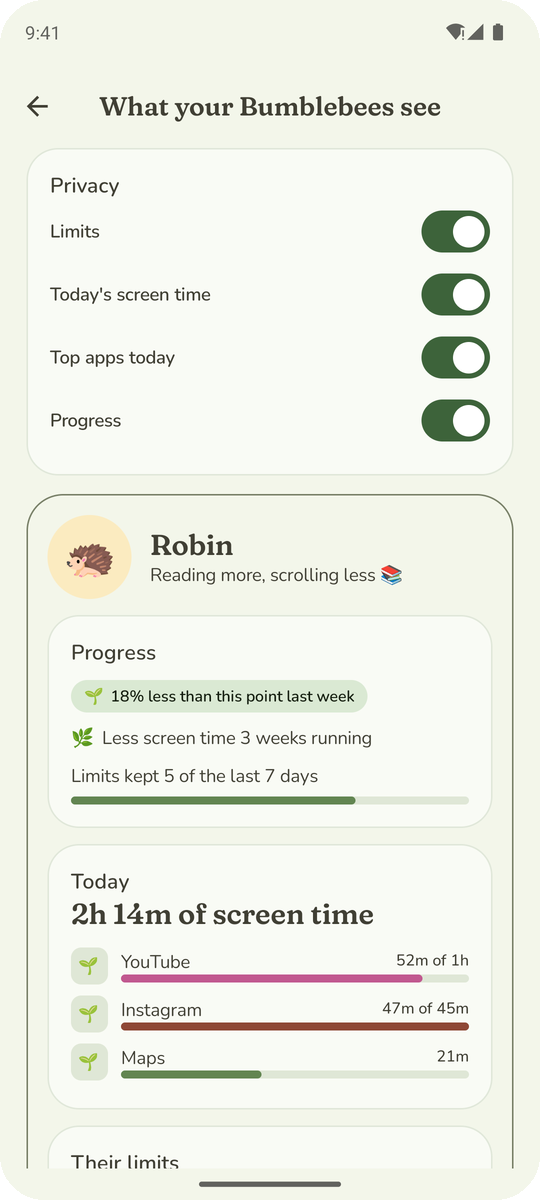 9:41
What your Bumblebees see
Privacy
Limits
Today's screen time
Top apps today
Progress
Robin
Reading more, scrolling less 📚
Progress
🌱 18% less than this point last week
🌿 Less screen time 3 weeks running
Limits kept 5 of the last 7 days
Today
2h 14m of screen time
YouTube 52m of 1h
Instagram 47m of 45m
Maps 21m
Their limits